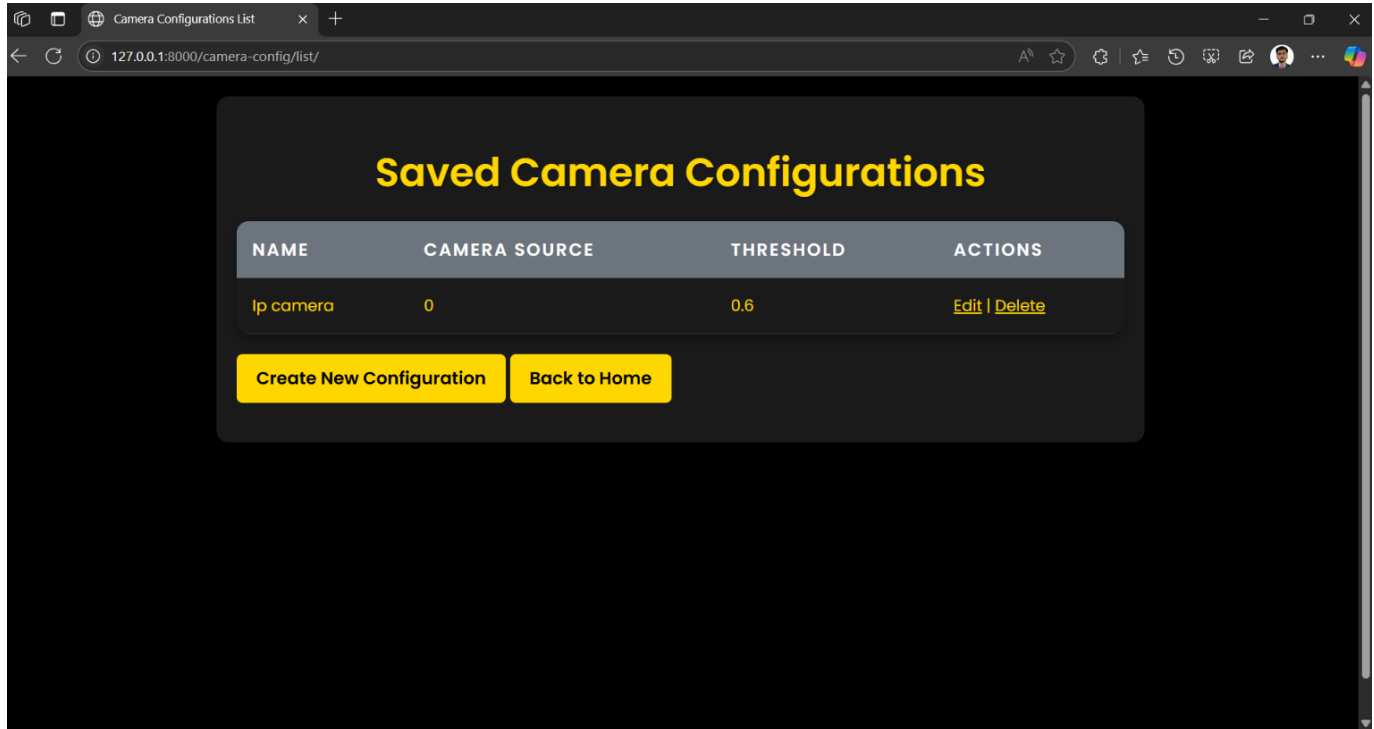 Camera Configurations List
127.0.0.1:8000/camera-config/list/
Saved Camera Configurations
NAME CAMERA SOURCE THRESHOLD ACTIONS
Ip camera 0 0.6 Edit | Delete
Create New Configuration Back to Home